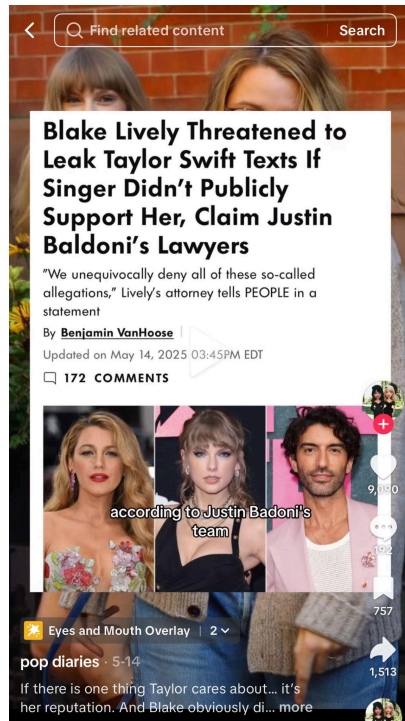 Find related content
Search
Blake Lively Threatened to
Leak Taylor Swift Texts If
Singer Didn’t Publicly
Support Her, Claim Justin
Baldoni’s Lawyers
"We unequivocally deny all of these so-called
allegations,” Lively’s attorney tells PEOPLE in a
statement
By Benjamin VanHoose
Updated on May 14, 2025 03:45PM EDT
172 COMMENTS
according to Justin Badoni's
team
9,090
192
757
1,513
Eyes and Mouth Overlay | 2
pop diaries · 5-14
If there is one thing Taylor cares about... it’s
her reputation. And Blake obviously di... more